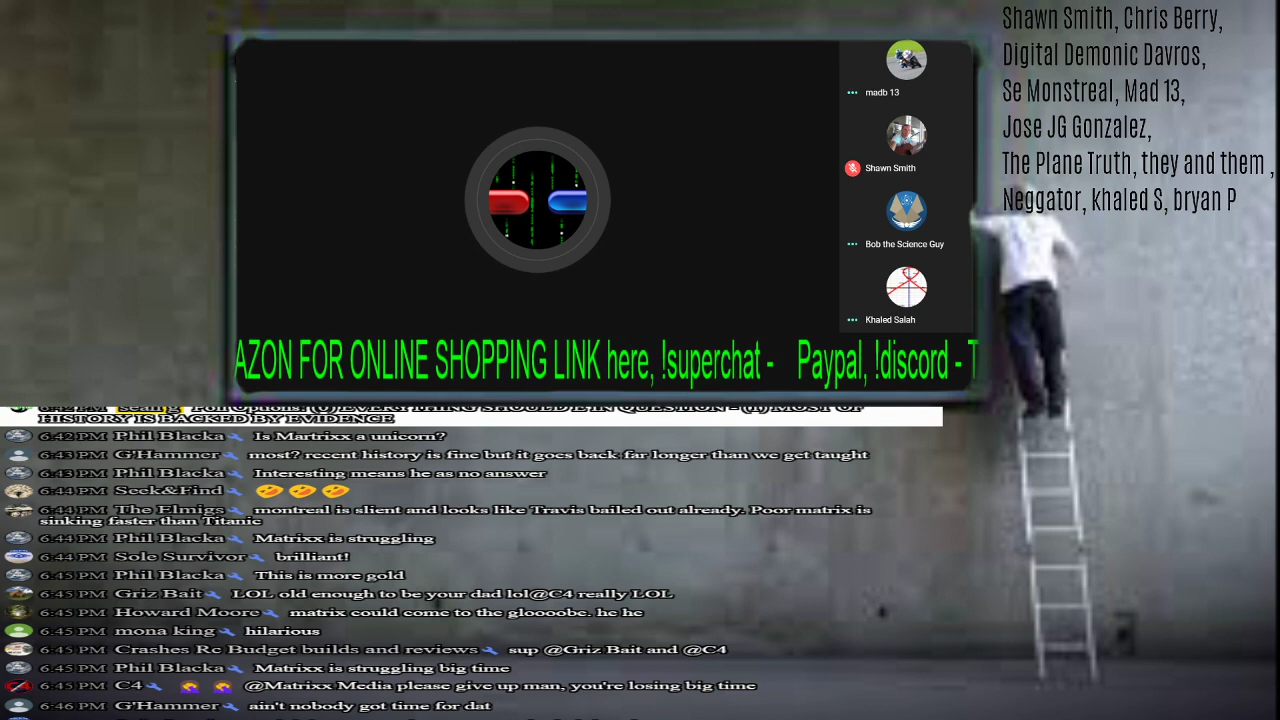 Shawn Smith, Chris Berry,
Digital Demonic Davros,
Se Monstreal, Mad 13,
Jose JG Gonzalez,
The Plane Truth, they and them ,
Neggator, khaled S, bryan P
madb 13
Shawn Smith
Bob the Science Guy
Khaled Salah
AZON FOR ONLINE SHOPPING LINK here, !superchat - Paypal, !discord - T
HISTORY IS BACKED BY EVIDENCE
6:42 PM Phil Blacka Is Martrixx a unicorn?
6:43 PM G'Hammer most? recent history is fine but it goes back far longer than we get taught
6:43 PM Phil Blacka Interesting means he as no answer
6:44 PM Seek&Find 🤣 🤣 🤣
6:44 PM The Elmigs montreal is slient and looks like Travis bailed out already. Poor matrix is
sinking faster than Titanic
6:44 PM Phil Blacka Matrixx is struggling
6:44 PM Sole Survivor brilliant!
6:45 PM Phil Blacka This is more gold
6:45 PM Griz Bait LOL old enough to be your dad lol@C4 really LOL
6:45 PM Howard Moore matrix could come to the gloooobe. he he
6:45 PM mona king hilarious
6:45 PM Crashes Rc Budget builds and reviews sup @Griz Bait and @C4
6:45 PM Phil Blacka Matrixx is struggling big time
6:45 PM C4 🤦 🤦 @Matrixx Media please give up man, you're losing big time
6:46 PM G'Hammer ain't nobody got time for dat